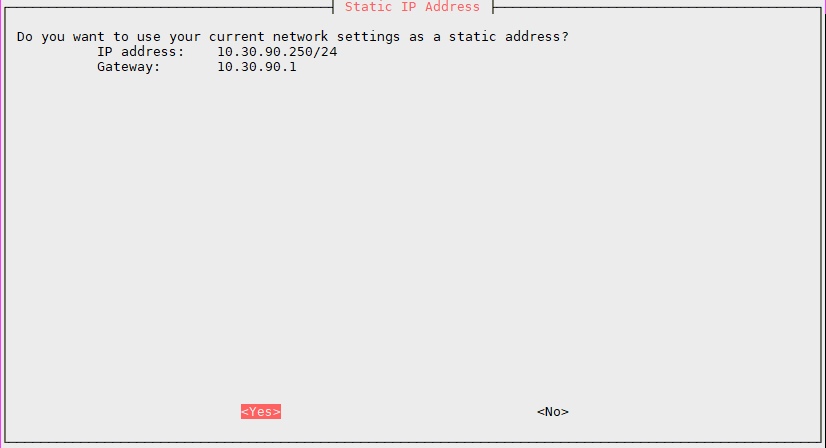 Static IP Address
Do you want to use your current network settings as a static address?
IP address:    10.30.90.250/24
Gateway:       10.30.90.1
<Yes>                                <No>